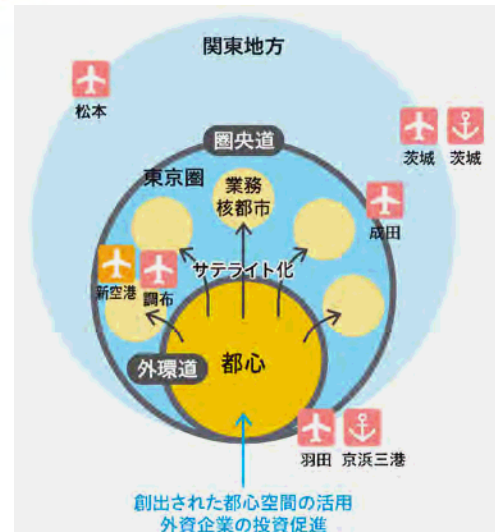 関東地方
松本
圏央道
茨城 茨城
東京圏
業務
核都市
成田
サテライト化
新空港
調布
外環道
都心
羽田 京浜三港
創出された都心空間の活用
外資企業の投資促進